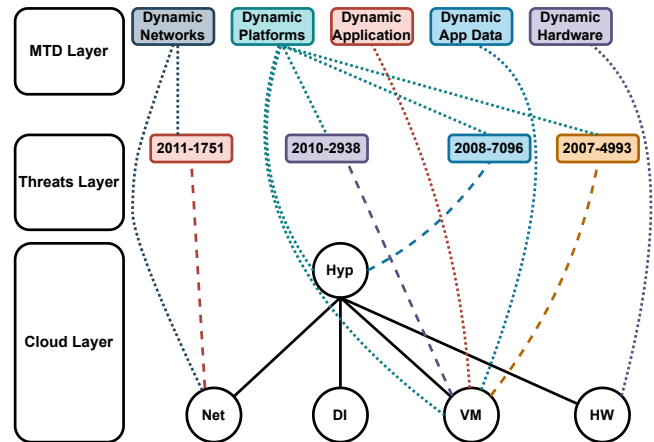 MTD Layer
Dynamic
Networks
Dynamic
Platforms
Dynamic
Application
Dynamic
App Data
Dynamic
Hardware
Threats Layer
2011-1751
2010-2938
2008-7096
2007-4993
Cloud Layer
Hyp
Net
DI
VM
HW